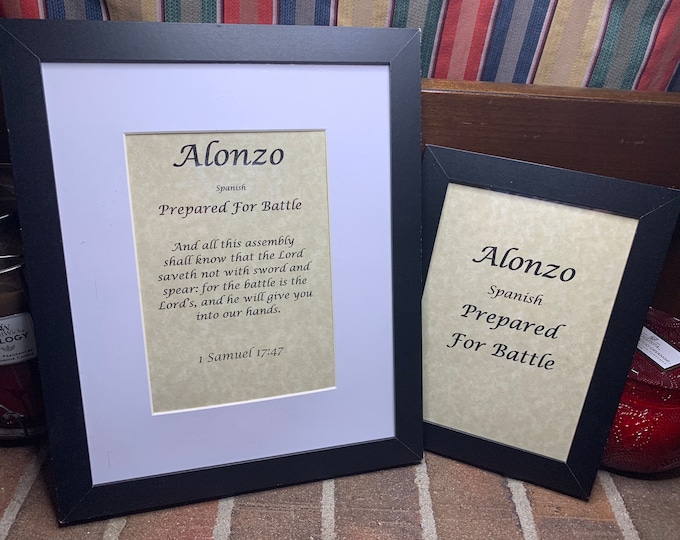 Alonzo
Spanish
Prepared For Battle
And all this assembly
shall know that the Lord
saveth not with sword and
spear: for the battle is the
Lord's, and he will give you
into our hands.
1 Samuel 17:47
Alonzo
Spanish
Prepared
For Battle